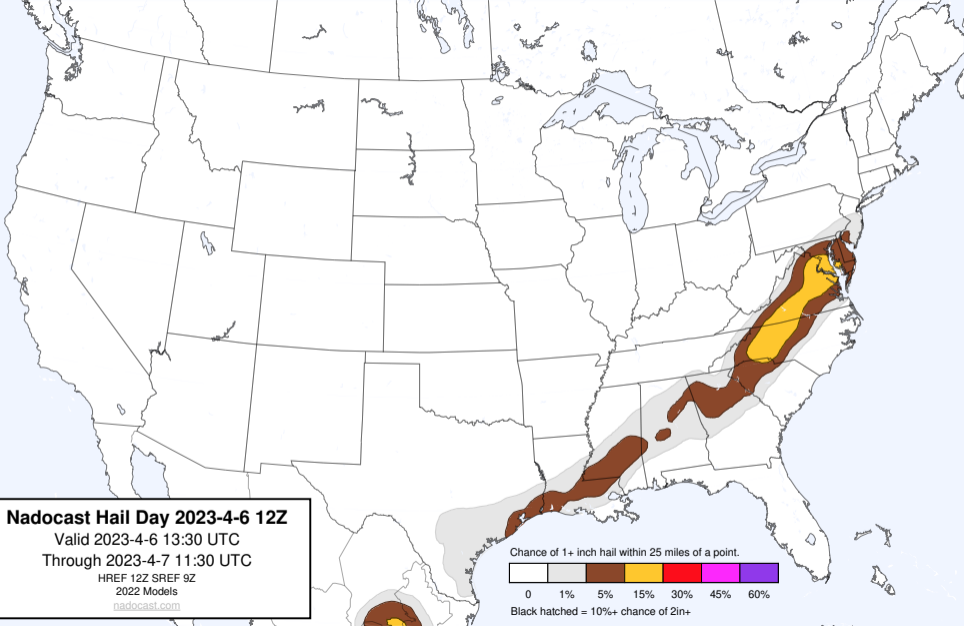 Nadocast Hail Day 2023-4-6 12Z
Valid 2023-4-6 13:30 UTC
Through 2023-4-7 11:30 UTC
HREF 12Z SREF 9Z
2022 Models
nadocast.com
Chance of 1+ inch hail within 25 miles of a point.
0 1% 5% 15% 30% 45% 60%
Black hatched = 10%+ chance of 2in+